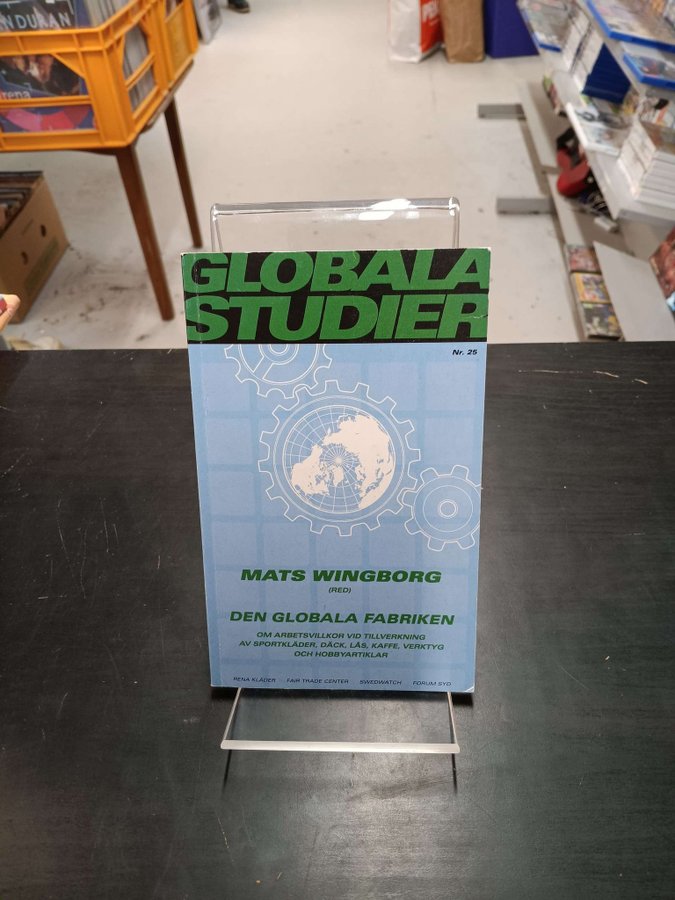 NDURAN
GLOBALA
STUDIER
Nr. 25
MATS WINGBORG
(RED)
DEN GLOBALA FABRIKEN
OM ARBETSVILLKOR VID TILLVERKNING
AV SPORTKLÄDER, DÄCK, LÅS, KAFFE, VERKTYG
OCH HOBBYARTIKLAR
RENA KLÄDER FAIR TRADE CENTER SWEDWATCH FORUM SYD